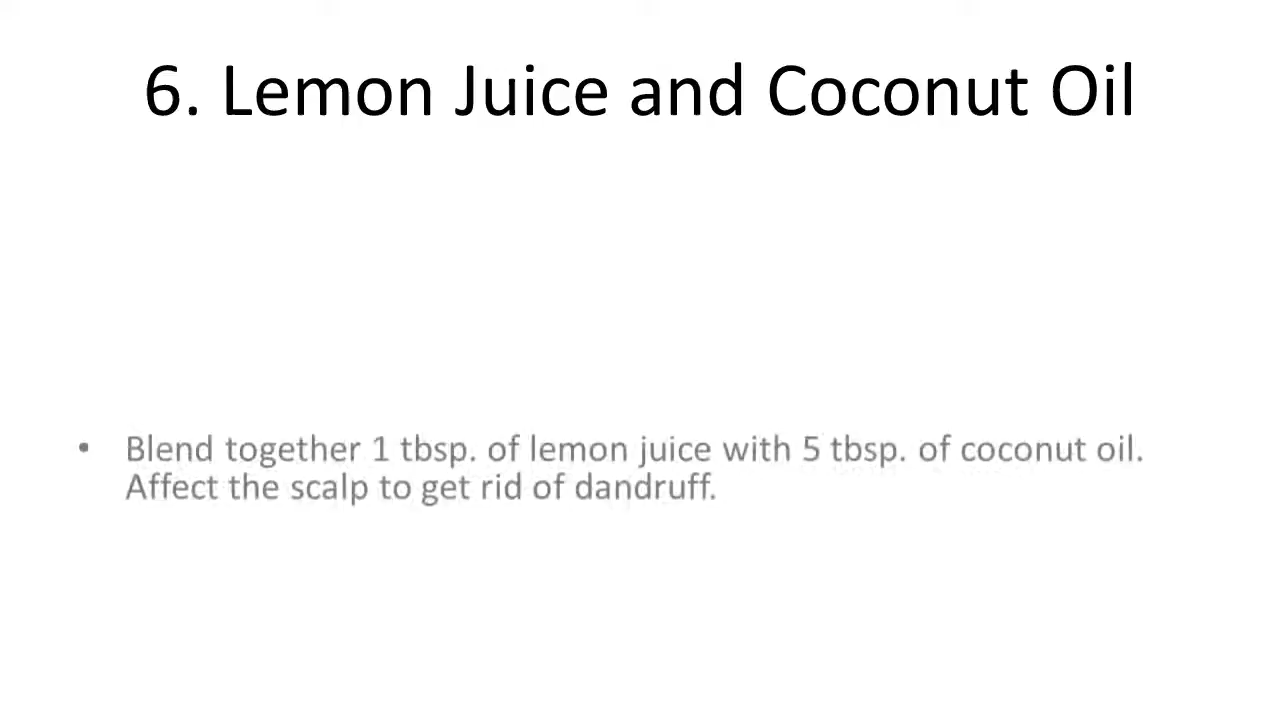 6. Lemon Juice and Coconut Oil
• Blend together 1 tbsp. of lemon juice with 5 tbsp. of coconut oil.
Affect the scalp to get rid of dandruff.